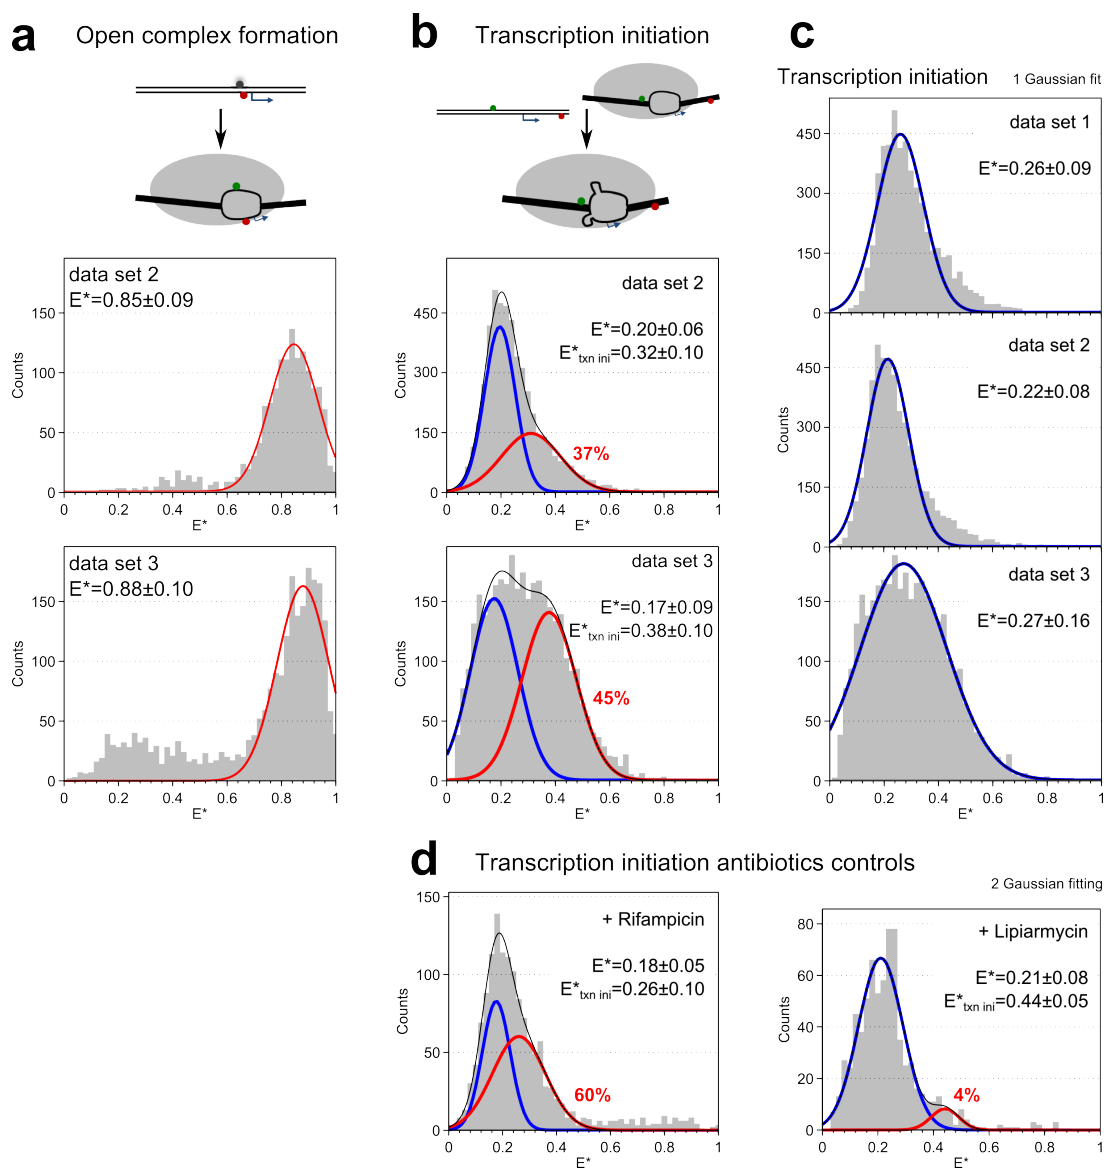 a Open complex formation
b Transcription initiation
c
Transcription initiation 1 Gaussian fit
data set 2
E*=0.85±0.09
150
100
50
0
Counts
0 0.2 0.4 0.6 0.8 1
E*
data set 3
E*=0.88±0.10
150
100
50
0
Counts
0 0.2 0.4 0.6 0.8 1
E*
data set 2
E*=0.20±0.06
E*txn ini=0.32±0.10
37%
450
300
150
0
Counts
0 0.2 0.4 0.6 0.8 1
E*
data set 3
E*=0.17±0.09
E*txn ini=0.38±0.10
45%
150
100
50
0
Counts
0 0.2 0.4 0.6 0.8 1
E*
data set 1
E*=0.26±0.09
450
300
150
0
data set 2
E*=0.22±0.08
450
300
150
0
Counts
data set 3
E*=0.27±0.16
150
100
50
0
0 0.2 0.4 0.6 0.8 1
E*
d Transcription initiation antibiotics controls
2 Gaussian fitting
+ Rifampicin
E*=0.18±0.05
E*txn ini=0.26±0.10
60%
150
100
50
0
Counts
0 0.2 0.4 0.6 0.8 1
E*
+ Lipiarmycin
E*=0.21±0.08
E*txn ini=0.44±0.05
4%
80
60
40
20
0
Counts
0 0.2 0.4 0.6 0.8 1
E*